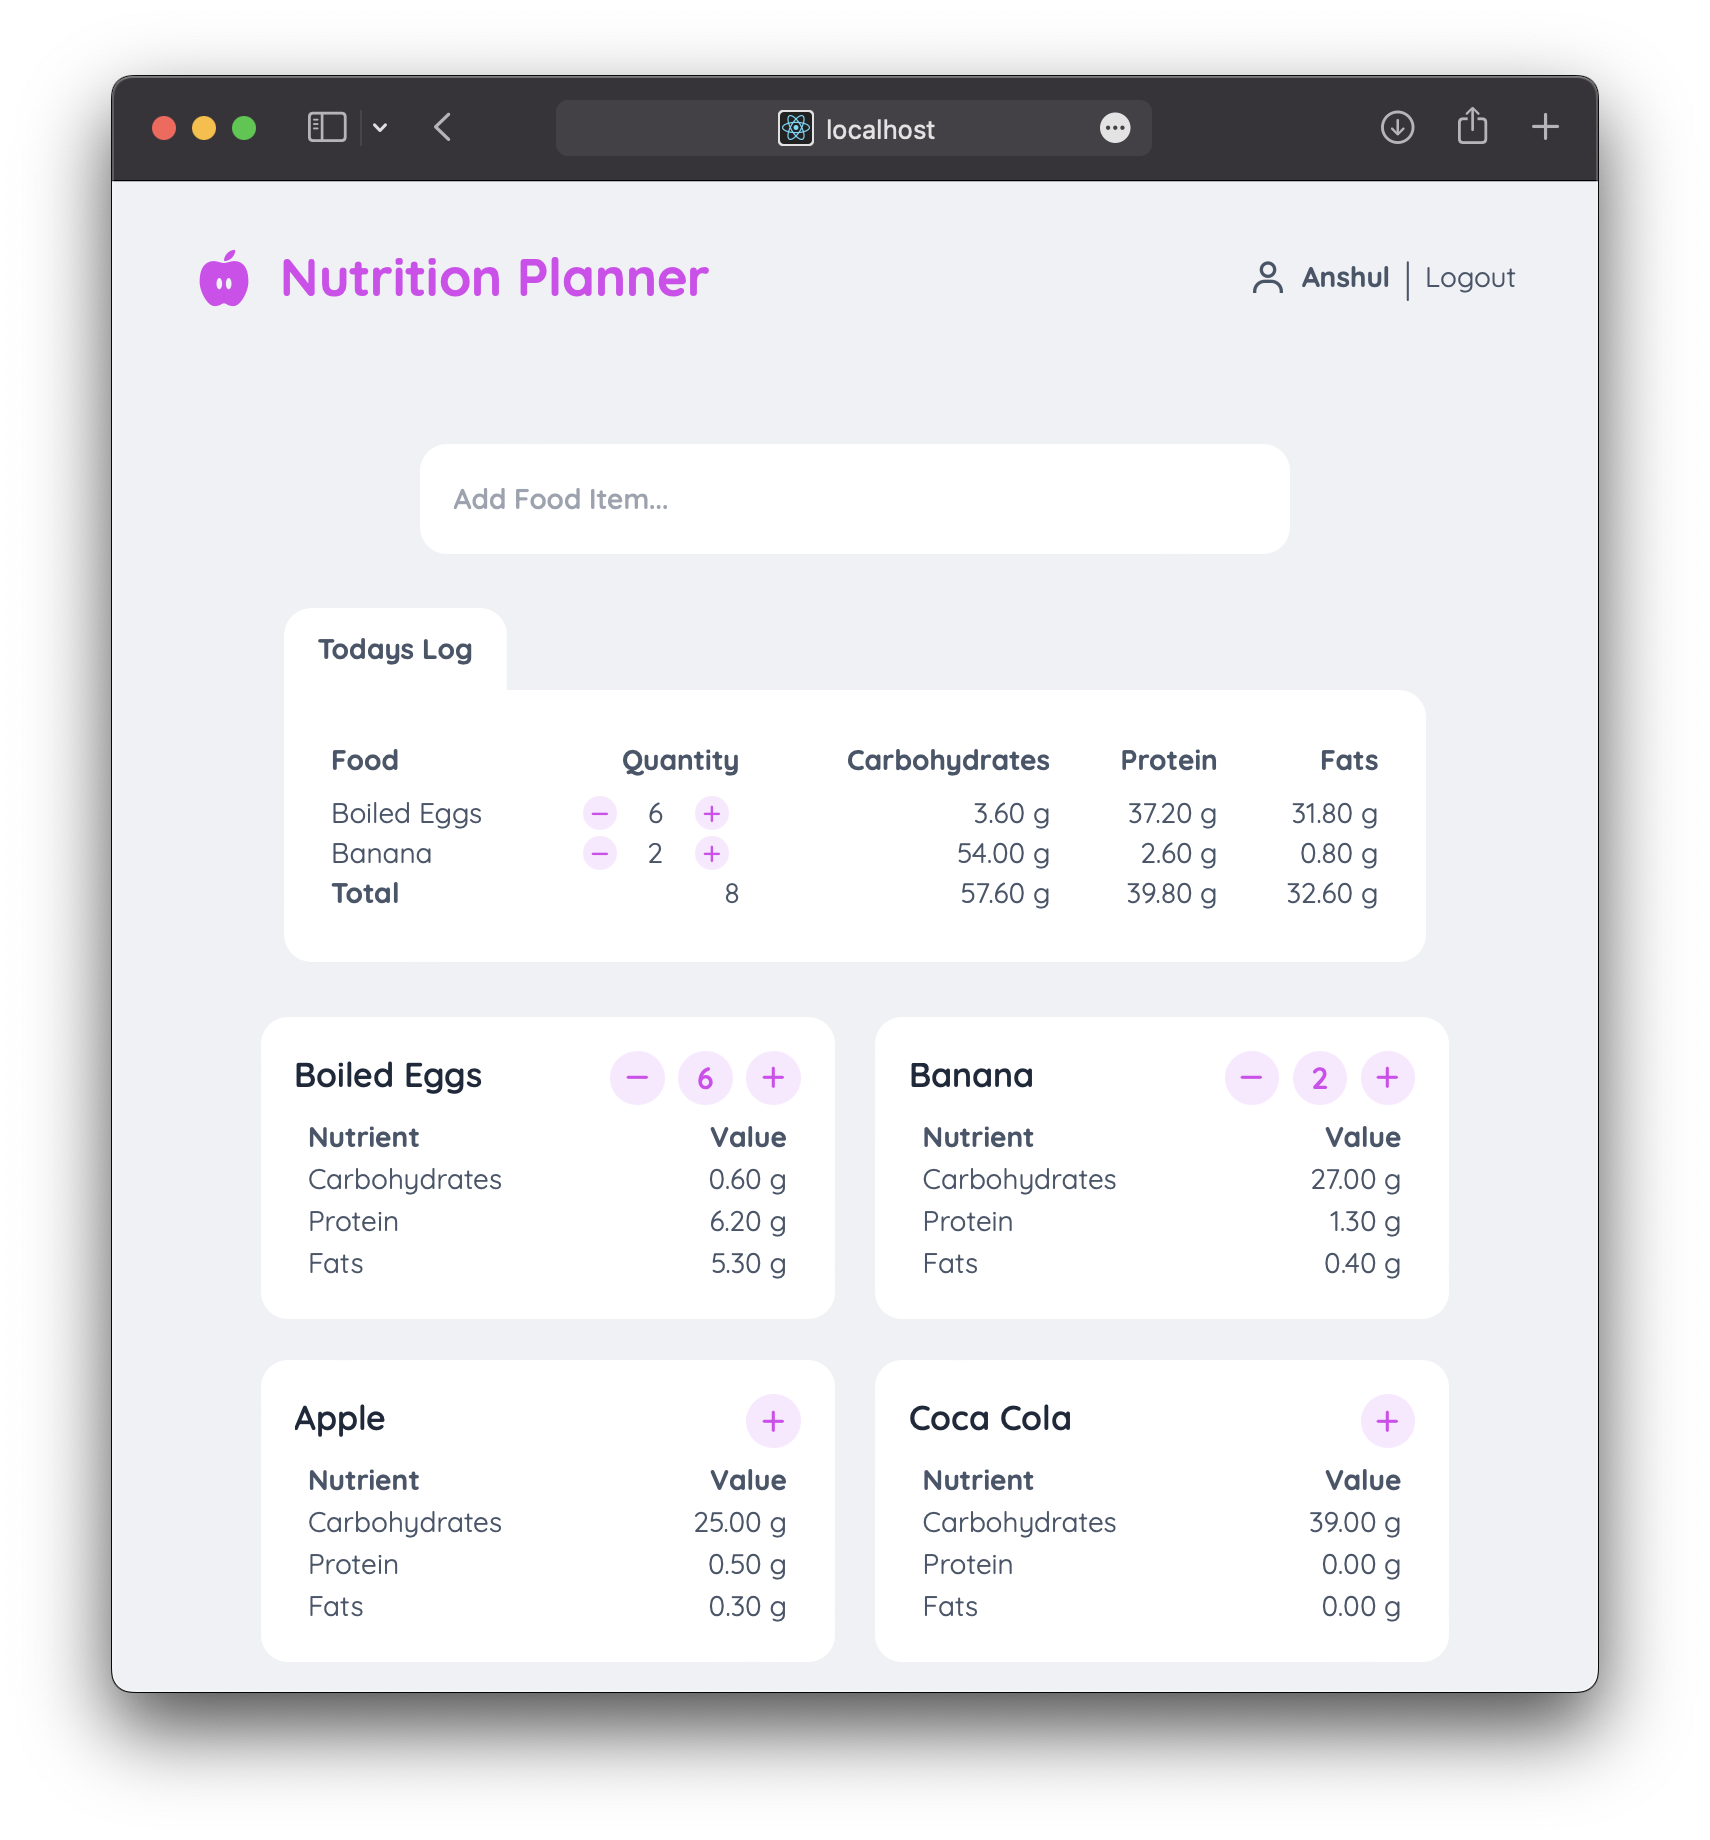 localhost
Nutrition Planner
Anshul | Logout
Add Food Item...
Todays Log
Food Quantity Carbohydrates Protein Fats
Boiled Eggs − 6 + 3.60 g 37.20 g 31.80 g
Banana − 2 + 54.00 g 2.60 g 0.80 g
Total 8 57.60 g 39.80 g 32.60 g
Boiled Eggs − 6 +
Nutrient Value
Carbohydrates 0.60 g
Protein 6.20 g
Fats 5.30 g
Banana − 2 +
Nutrient Value
Carbohydrates 27.00 g
Protein 1.30 g
Fats 0.40 g
Apple +
Nutrient Value
Carbohydrates 25.00 g
Protein 0.50 g
Fats 0.30 g
Coca Cola +
Nutrient Value
Carbohydrates 39.00 g
Protein 0.00 g
Fats 0.00 g